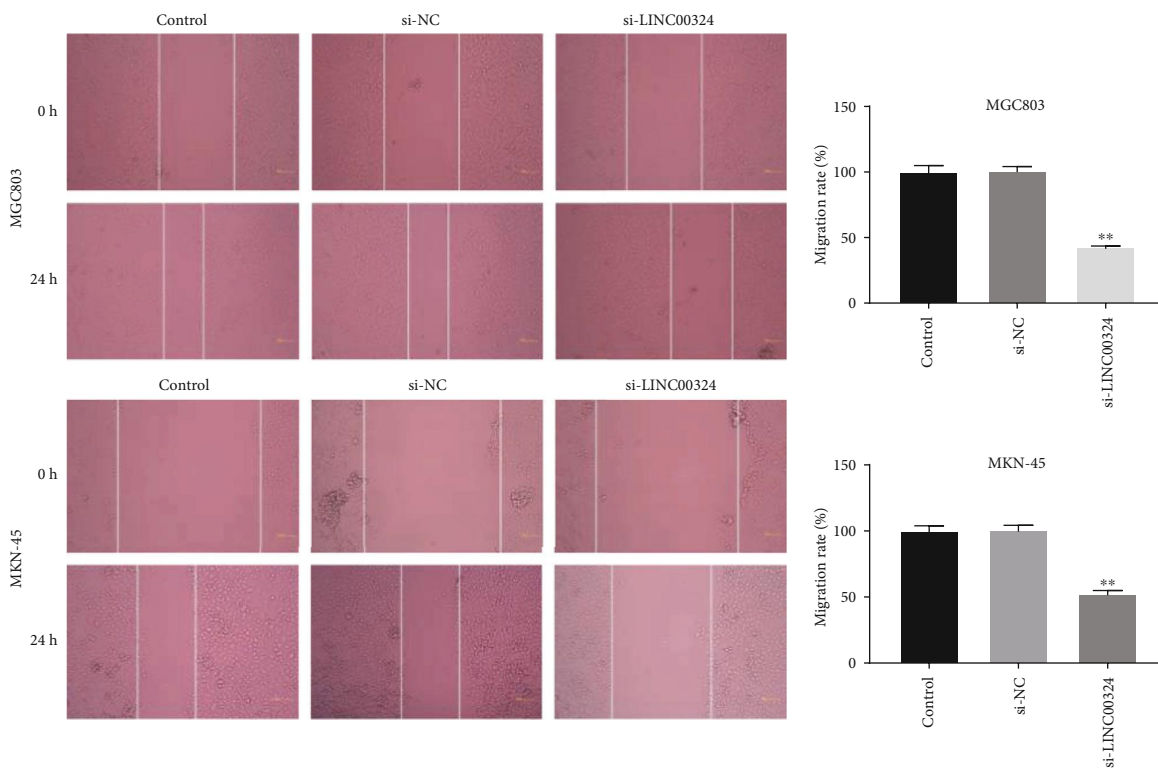 Control si-NC si-LINC00324
0 h
MGC803
24 h
Control si-NC si-LINC00324
0 h
MKN-45
24 h
MGC803
150
100
50
0
Migration rate (%)
**
Control
si-NC
si-LINC00324
MKN-45
150
100
50
0
Migration rate (%)
**
Control
si-NC
si-LINC00324